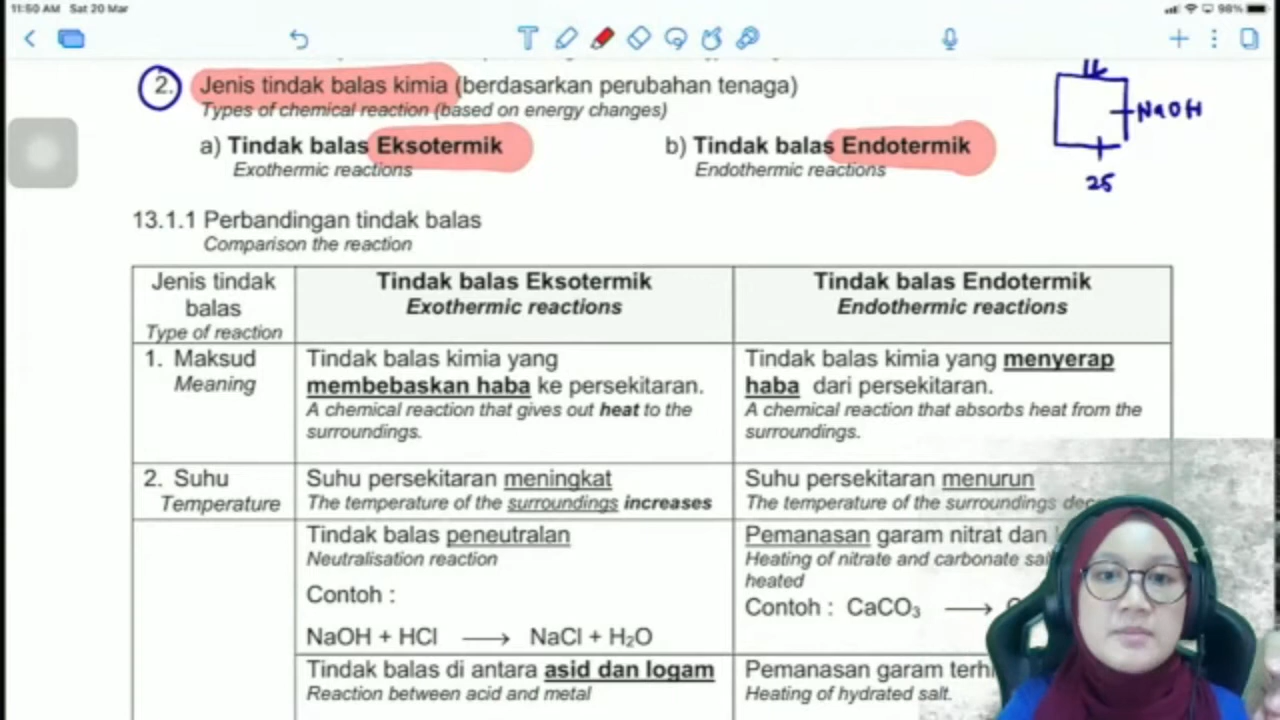 11:50 AM Sat 20 Mar
98%
2. Jenis tindak balas kimia (berdasarkan perubahan tenaga)
Types of chemical reaction (based on energy changes)
a) Tindak balas Eksotermik
Exothermic reactions
b) Tindak balas Endotermik
Endothermic reactions
NaOH
25
13.1.1 Perbandingan tindak balas
Comparison the reaction
Jenis tindak
balas
Type of reaction
Tindak balas Eksotermik
Exothermic reactions
Tindak balas Endotermik
Endothermic reactions
1. Maksud
Meaning
Tindak balas kimia yang
membebaskan haba ke persekitaran.
A chemical reaction that gives out heat to the
surroundings.
Tindak balas kimia yang menyerap
haba dari persekitaran.
A chemical reaction that absorbs heat from the
surroundings.
2. Suhu
Temperature
Suhu persekitaran meningkat
The temperature of the surroundings increases
Suhu persekitaran menurun
The temperature of the surroundings
Tindak balas peneutralan
Neutralisation reaction
Contoh :
NaOH + HCl ⟶ NaCl + H₂O
Pemanasan garam nitrat dan
Heating of nitrate and carbonate
heated
Contoh : CaCO₃ ⟶
Tindak balas di antara asid dan logam
Reaction between acid and metal
Pemanasan garam
Heating of hydrated salt.